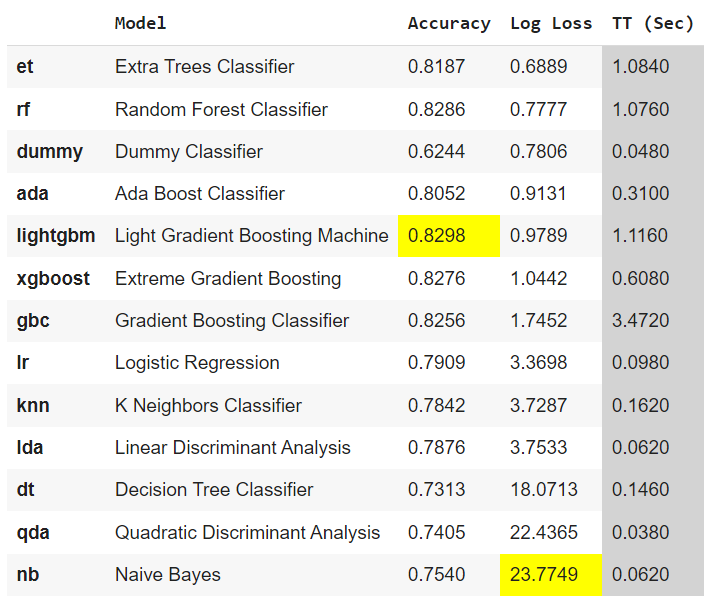 Model Accuracy Log Loss TT (Sec)
et Extra Trees Classifier 0.8187 0.6889 1.0840
rf Random Forest Classifier 0.8286 0.7777 1.0760
dummy Dummy Classifier 0.6244 0.7806 0.0480
ada Ada Boost Classifier 0.8052 0.9131 0.3100
lightgbm Light Gradient Boosting Machine 0.8298 0.9789 1.1160
xgboost Extreme Gradient Boosting 0.8276 1.0442 0.6080
gbc Gradient Boosting Classifier 0.8256 1.7452 3.4720
lr Logistic Regression 0.7909 3.3698 0.0980
knn K Neighbors Classifier 0.7842 3.7287 0.1620
lda Linear Discriminant Analysis 0.7876 3.7533 0.0620
dt Decision Tree Classifier 0.7313 18.0713 0.1460
qda Quadratic Discriminant Analysis 0.7405 22.4365 0.0380
nb Naive Bayes 0.7540 23.7749 0.0620